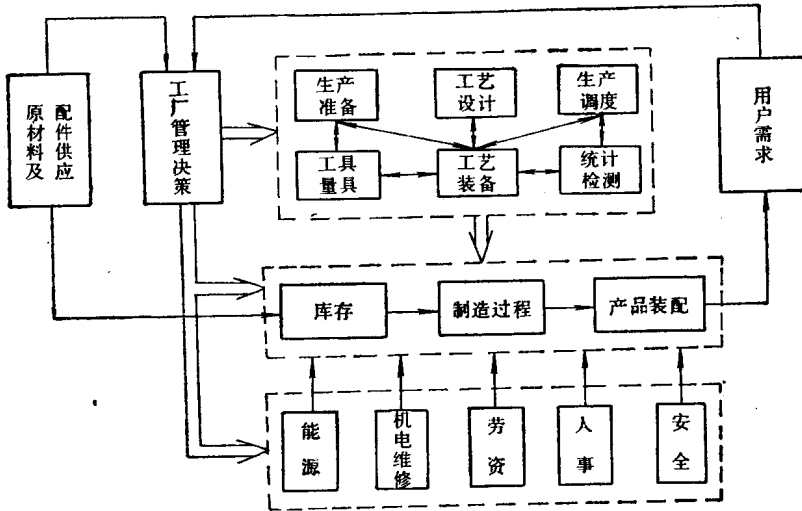 原材料及
配件供应
工厂管理决策
生产
准备
工艺
设计
生产
调度
工具
量具
工艺
装备
统计
检测
用户需求
库存
制造过程
产品装配
能源
机电维修
劳资
人事
安全